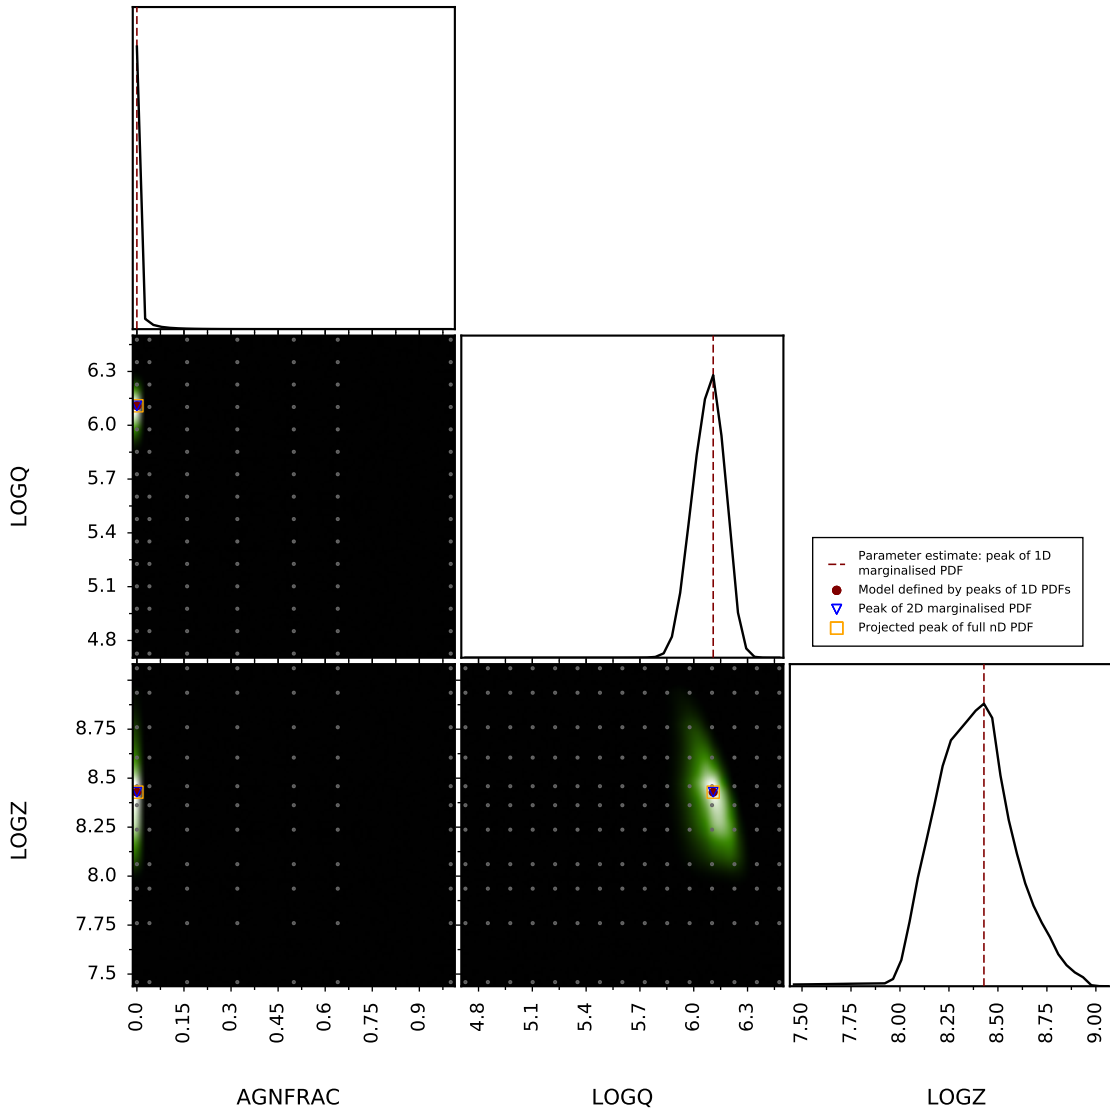 6.3
6.0
5.7
5.4
5.1
4.8
LOGQ
Parameter estimate: peak of 1D
marginalised PDF
Model defined by peaks of 1D PDFs
Peak of 2D marginalised PDF
Projected peak of full nD PDF
8.75
8.5
8.25
8.0
7.75
7.5
LOGZ
0.0 0.15 0.3 0.45 0.6 0.75 0.9
4.8 5.1 5.4 5.7 6.0 6.3
7.50 7.75 8.00 8.25 8.50 8.75 9.00
AGNFRAC LOGQ LOGZ